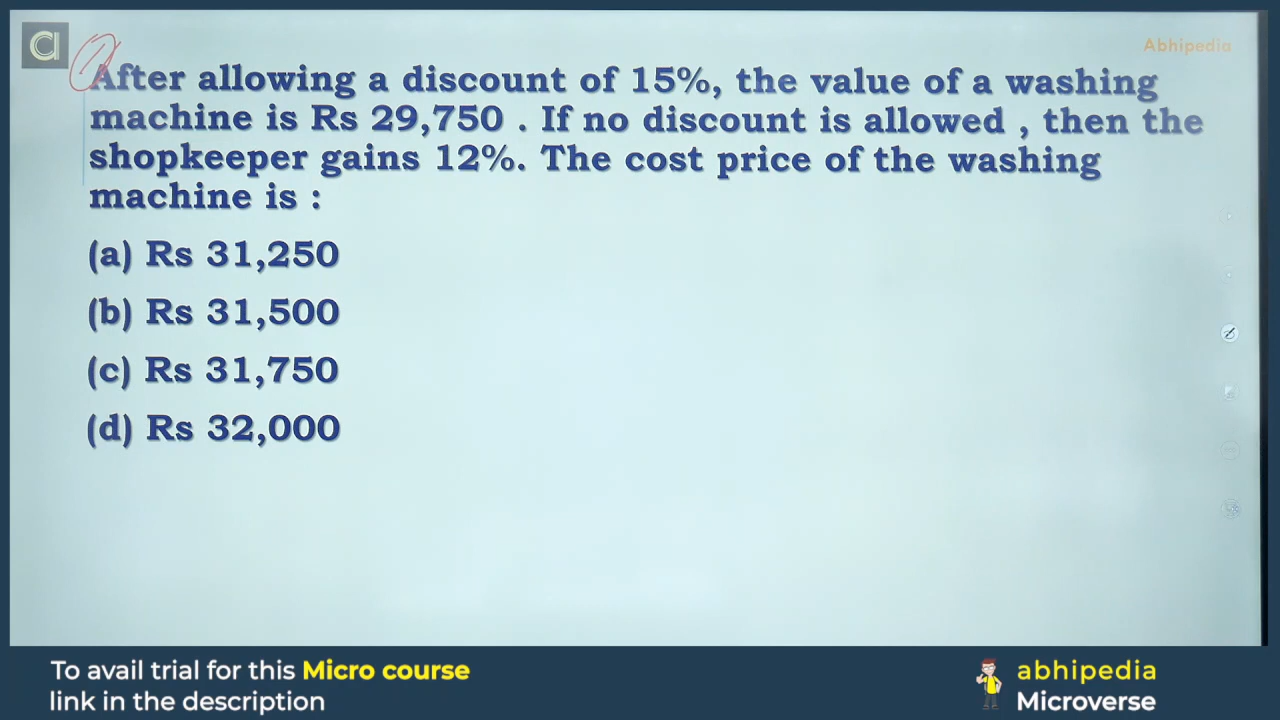 Abhipedia
After allowing a discount of 15%, the value of a washing
machine is Rs 29,750 . If no discount is allowed , then the
shopkeeper gains 12%. The cost price of the washing
machine is :
(a) Rs 31,250
(b) Rs 31,500
(c) Rs 31,750
(d) Rs 32,000
To avail trial for this Micro course
link in the description
abhipedia
Microverse